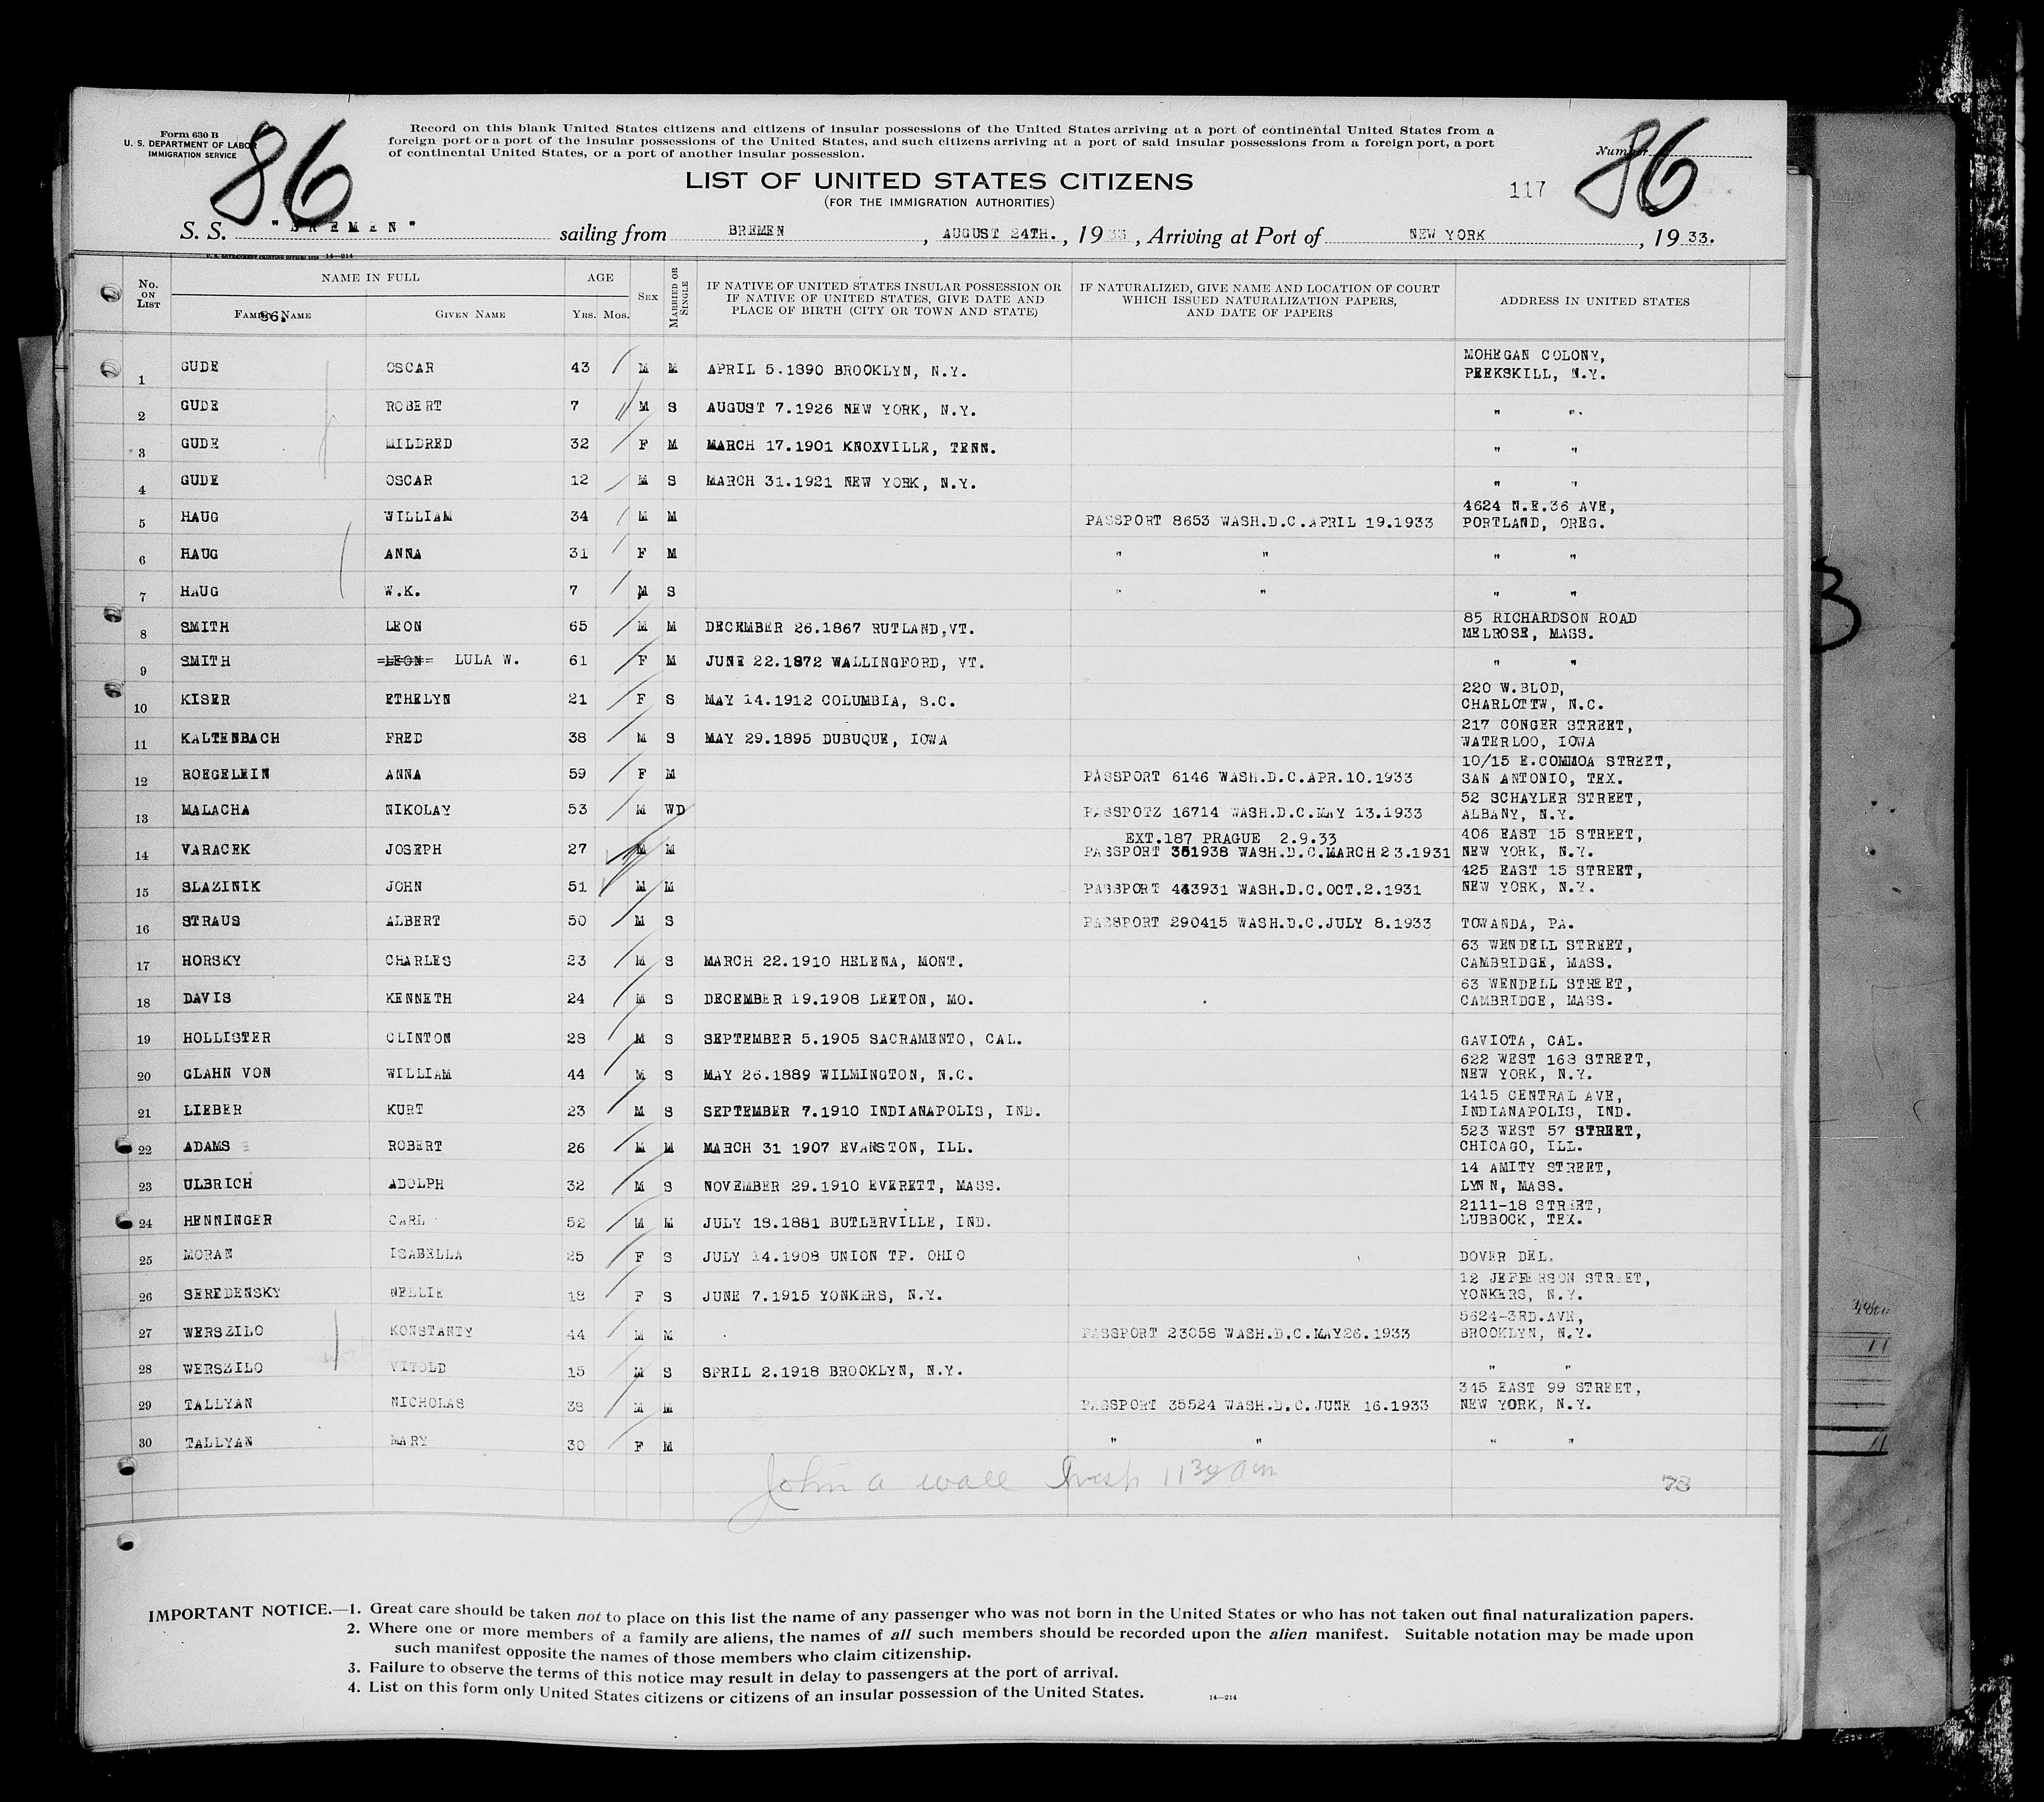 Form 630 B
U. S. DEPARTMENT OF LABOR
IMMIGRATION SERVICE
86
Record on this blank United States citizens and citizens of insular possessions of the United States arriving at a port of continental United States from a
foreign port or a port of the insular possessions of the United States, and such citizens arriving at a port of said insular possessions from a foreign port, a port
of continental United States, or a port of another insular possession.
Number
86
LIST OF UNITED STATES CITIZENS
(FOR THE IMMIGRATION AUTHORITIES)
117
S. S. "BREMEN" sailing from BREMEN, AUGUST 24TH., 1933, Arriving at Port of NEW YORK, 1933.
14—214
No. ON LIST NAME IN FULL AGE SEX MARRIED OR SINGLE IF NATIVE OF UNITED STATES INSULAR POSSESSION OR IF NATIVE OF UNITED STATES, GIVE DATE AND PLACE OF BIRTH (CITY OR TOWN AND STATE) IF NATURALIZED, GIVE NAME AND LOCATION OF COURT WHICH ISSUED NATURALIZATION PAPERS, AND DATE OF PAPERS ADDRESS IN UNITED STATES
FAMILY NAME GIVEN NAME YRS. MOS.
86.
MOHEGAN COLONY,
1 GUDE OSCAR 43 M M APRIL 5.1890 BROOKLYN, N.Y. PEEKSKILL, N.Y.
2 GUDE ROBERT 7 M S AUGUST 7.1926 NEW YORK, N.Y. " "
3 GUDE MILDRED 32 F M MARCH 17.1901 KNOXVILLE, TENN. " "
4 GUDE OSCAR 12 M S MARCH 31.1921 NEW YORK, N.Y. " "
4624 N.E.36 AVE,
5 HAUG WILLIAM 34 M M PASSPORT 8653 WASH.D.C.APRIL 19.1933 PORTLAND, OREG.
6 HAUG ANNA 31 F M " " " "
7 HAUG W.K. 7 M S " " " "
85 RICHARDSON ROAD
8 SMITH LEON 65 M M DECEMBER 26.1867 RUTLAND,VT. MELROSE, MASS.
9 SMITH =LEON= LULA W. 61 F M JUNE 22.1872 WALLINGFORD, VT. " "
220 W.BLOD,
10 KISER ETHELYN 21 F S MAY 14.1912 COLUMBIA, S.C. CHARLOTTW, N.C.
217 CONGER STREET,
11 KALTENBACH FRED 38 M S MAY 29.1895 DUBUQUE, IOWA WATERLOO, IOWA
10/15 E.COMMOA STREET,
12 ROEGELEIN ANNA 59 F M PASSPORT 6146 WASH.D.C.APR.10.1933 SAN ANTONIO, TEX.
52 SCHAYLER STREET,
13 MALACHA NIKOLAY 53 M WD PASSPOTZ 16714 WASH.D.C.MAY 13.1933 ALBANY, N.Y.
EXT.187 PRAGUE 2.9.33 406 EAST 15 STREET,
14 VARACEK JOSEPH 27 M M PASSPORT 351938 WASH.D.C.MARCH 23.1931 NEW YORK, N.Y.
425 EAST 15 STREET,
15 SLAZINIK JOHN 51 M M PASSPORT 443931 WASH.D.C.OCT.2.1931 NEW YORK, N.Y.
16 STRAUS ALBERT 50 M S PASSPORT 290415 WASH.D.C.JULY 8.1933 TOWANDA, PA.
63 WENDELL STREET,
17 HORSKY CHARLES 23 M S MARCH 22.1910 HELENA, MONT. CAMBRIDGE, MASS.
63 WENDELL STREET,
18 DAVIS KENNETH 24 M S DECEMBER 19.1908 LEETON, MO. CAMBRIDGE, MASS.
19 HOLLISTER CLINTON 28 M S SEPTEMBER 5.1905 SACRAMENTO, CAL. GAVIOTA, CAL.
622 WEST 168 STREET,
20 GLAHN VON WILLIAM 44 M S MAY 26.1889 WILMINGTON, N.C. NEW YORK, N.Y.
1415 CENTRAL AVE,
21 LIEBER KURT 23 M S SEPTEMBER 7.1910 INDIANAPOLIS, IND. INDIANAPOLIS, IND.
523 WEST 57 STREET,
22 ADAMS ROBERT 26 M M MARCH 31 1907 EVANSTON, ILL. CHICAGO, ILL.
14 AMITY STREET,
23 ULBRICH ADOLPH 32 M S NOVEMBER 29.1910 EVERETT, MASS. LYNN, MASS.
2111-18 STREET,
24 HENNINGER CARL 52 M M JULY 18.1881 BUTLERVILLE, IND. LUBBOCK, TEX.
25 MORAN ISABELLA 25 F S JULY 14.1908 UNION TP. OHIO DOVER DEL.
12 JEFFERSON STREET,
26 SEREDENSKY NELLIE 18 F S JUNE 7.1915 YONKERS, N.Y. YONKERS, N.Y.
5624-3RD.AVE,
27 WERSZILO KONSTANTY 44 M M PASSPORT 23058 WASH.D.C.MAY26.1933 BROOKLYN, N.Y.
28 WERSZILO VITOLD 15 M S SPRIL 2.1918 BROOKLYN, N.Y. " "
345 EAST 99 STREET,
29 TALLYAN NICHOLAS 38 M M PASSPORT 35524 WASH.D.C.JUNE 16.1933 NEW YORK, N.Y.
30 TALLYAN MARY 30 F M " " " "
John A Wall Insp 11 30 am
73
IMPORTANT NOTICE.—1. Great care should be taken not to place on this list the name of any passenger who was not born in the United States or who has not taken out final naturalization papers.
2. Where one or more members of a family are aliens, the names of all such members should be recorded upon the alien manifest. Suitable notation may be made upon
such manifest opposite the names of those members who claim citizenship.
3. Failure to observe the terms of this notice may result in delay to passengers at the port of arrival.
4. List on this form only United States citizens or citizens of an insular possession of the United States.
14—214